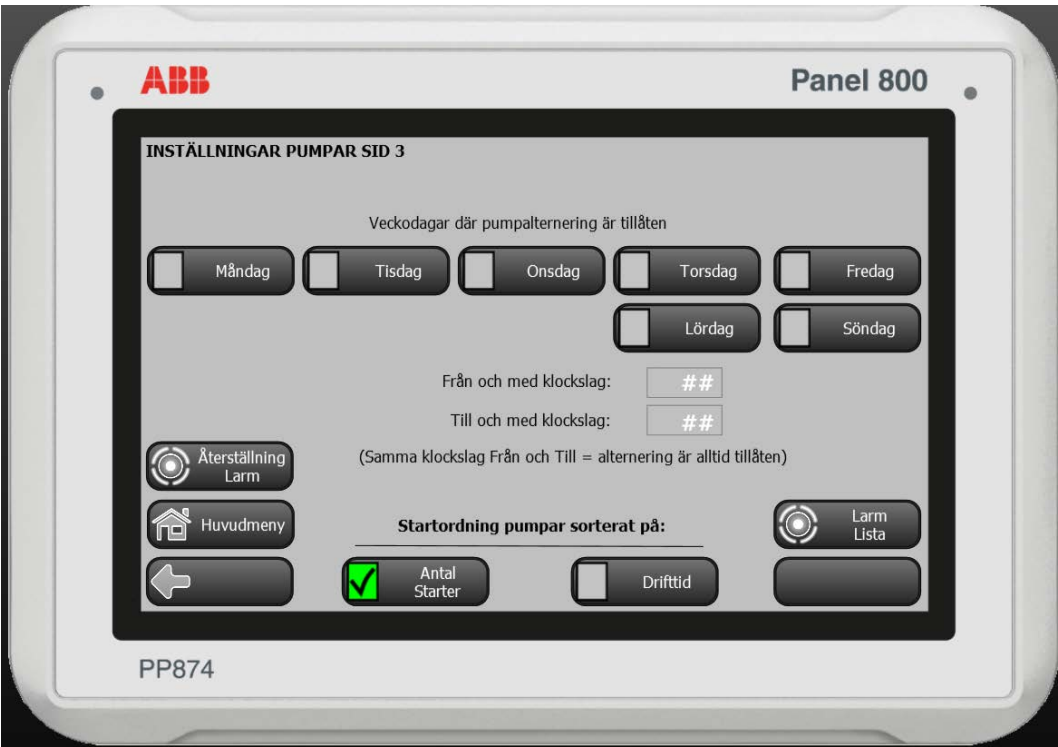 ABB
Panel 800
INSTÄLLNINGAR PUMPAR SID 3
Veckodagar där pumpalternering är tillåten
Måndag
Tisdag
Onsdag
Torsdag
Fredag
Lördag
Söndag
Från och med klockslag: ##
Till och med klockslag: ##
(Samma klockslag Från och Till = alternering är alltid tillåten)
Återställning
Larm
Huvudmeny
Startordning pumpar sorterat på:
Larm
Lista
Antal
Starter
Drifttid
PP874